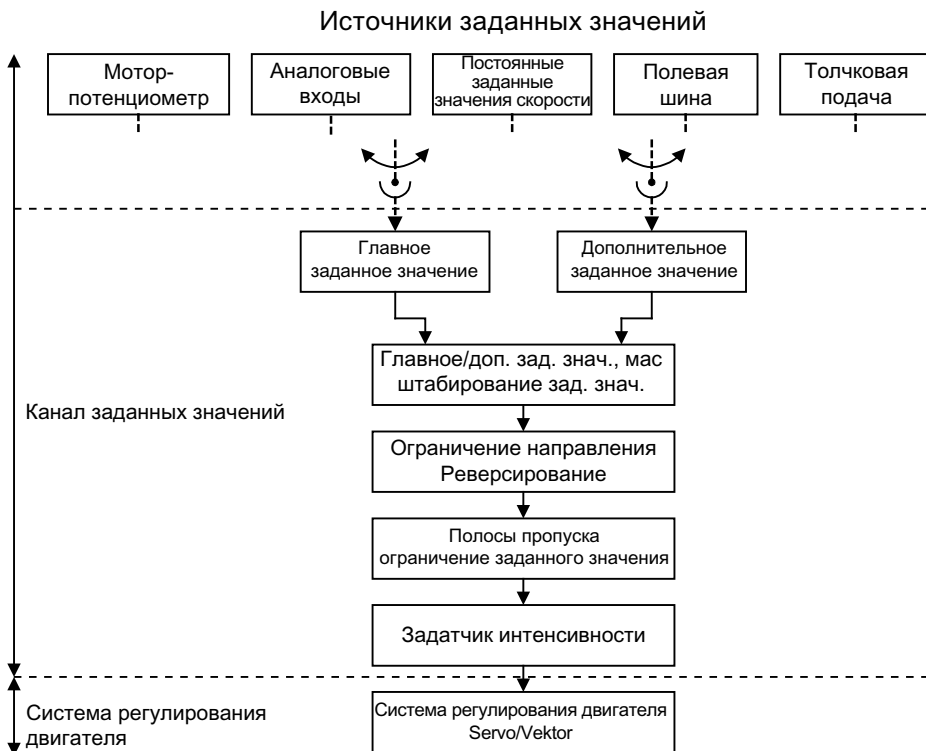 Источники заданных значений
Мотор-
потенциометр
Аналоговые
входы
Постоянные
заданные
значения скорости
Полевая
шина
Толчковая
подача
Главное
заданное значение
Дополнительное
заданное значение
Главное/доп. зад. знач., мас
штабирование зад. знач.
Канал заданных значений
Ограничение направления
Реверсирование
Полосы пропуска
ограничение заданного значения
Задатчик интенсивности
Система регулирования
двигателя
Система регулирования двигателя
Servo/Vektor